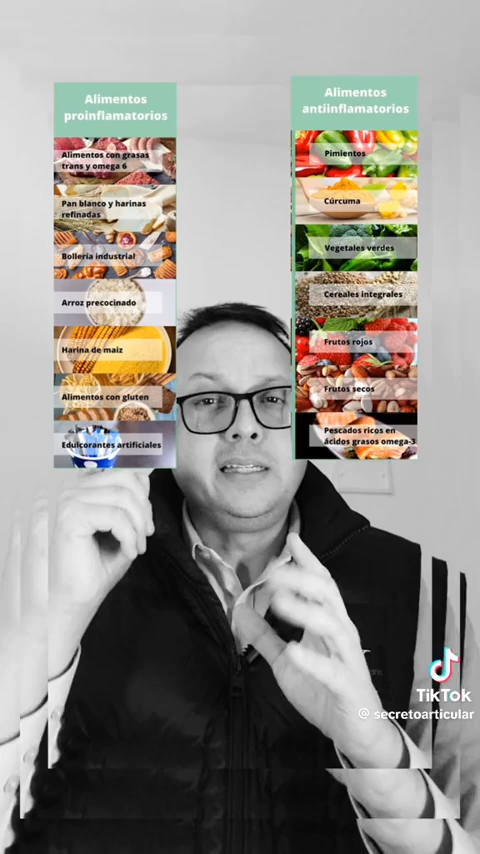 Alimentos
proinflamatorios
Alimentos con grasas
trans y omega 6
Pan blanco y harinas
refinadas
Bollería industrial
Arroz precocinado
Harina de maíz
Alimentos con gluten
Edulcorantes artificiales
Alimentos
antiinflamatorios
Pimientos
Cúrcuma
Vegetales verdes
Cereales integrales
Frutos rojos
Frutos secos
Pescados ricos en
ácidos grasos omega-3
TikTok
@ secretoarticular